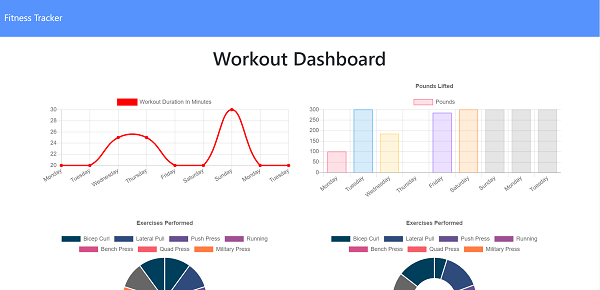 Fitness Tracker
Workout Dashboard
Workout Duration In Minutes
30
28
26
24
22
20
Monday
Tuesday
Wednesday
Thursday
Friday
Saturday
Sunday
Monday
Tuesday
Pounds Lifted
Pounds
300
250
200
150
100
50
0
Monday
Tuesday
Wednesday
Thursday
Friday
Saturday
Sunday
Monday
Tuesday
Exercises Performed
Bicep Curl Lateral Pull Push Press Running
Bench Press Quad Press Military Press
Exercises Performed
Bicep Curl Lateral Pull Push Press Running
Bench Press Quad Press Military Press